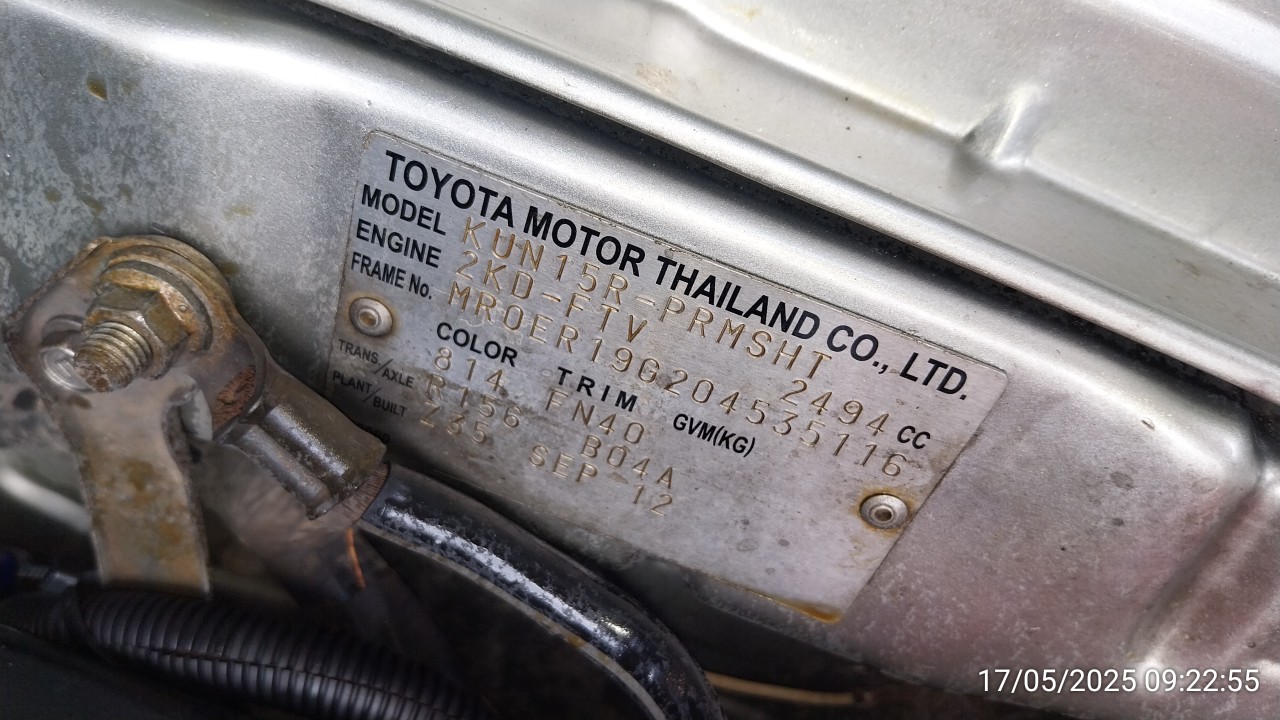 TOYOTA MOTOR THAILAND CO., LTD.
MODEL KUN15R-PRMSHT
ENGINE 2KD-FTV 2494 CC
FRAME No. MR0ER19G204535116
COLOR TRIM GVM(KG)
814 FN40
TRANS/AXLE R156 B04A
PLANT/BUILT Z35 SEP 12
17/05/2025 09:22:55